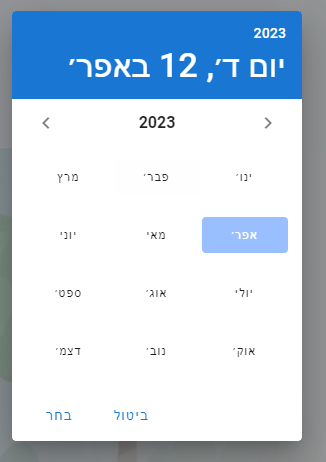 2023
יום ד׳, 12 באפר׳
2023
ינו׳ פבר׳ מרץ
אפר׳ מאי יוני
יולי אוג׳ ספט׳
אוק׳ נוב׳ דצמ׳
ביטול בחר